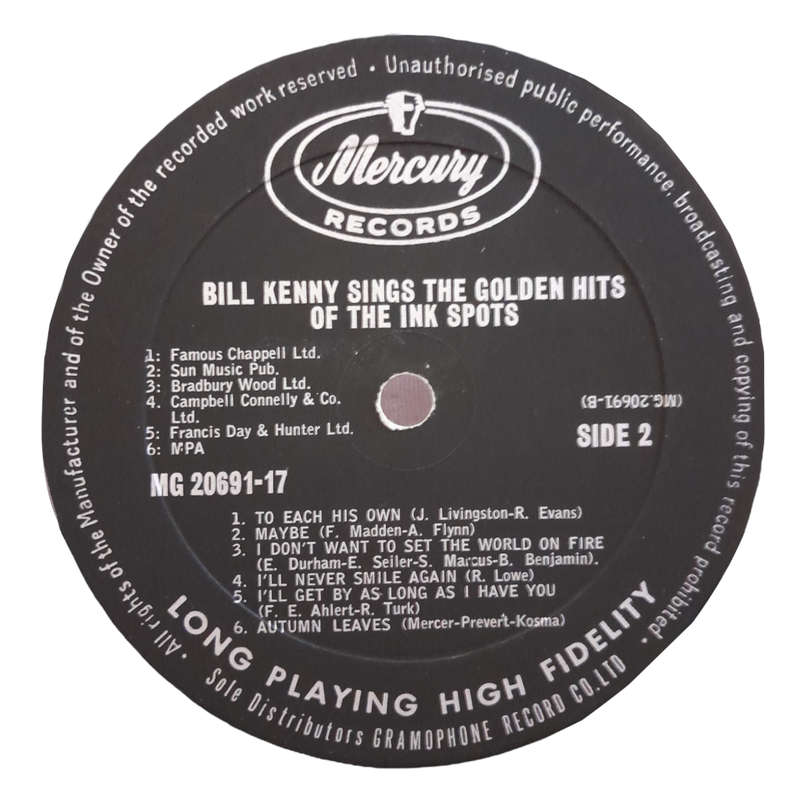 All rights of the Manufacturer and of the Owner of the recorded work reserved • Unauthorised public performance, broadcasting and copying of this record prohibited. •
Mercury
RECORDS
BILL KENNY SINGS THE GOLDEN HITS
OF THE INK SPOTS
1: Famous Chappell Ltd.
2: Sun Music Pub.
3: Bradbury Wood Ltd.
4. Campbell Connelly & Co.
Ltd.
5: Francis Day & Hunter Ltd.
6: MPA
(MG.20691-B)
SIDE 2
MG 20691-17
1. TO EACH HIS OWN (J. Livingston-R. Evans)
2. MAYBE (F. Madden-A. Flynn)
3. I DON'T WANT TO SET THE WORLD ON FIRE
(E. Durham-E. Seiler-S. Marcus-B. Benjamin).
4. I'LL NEVER SMILE AGAIN (R. Lowe)
5. I'LL GET BY AS LONG AS I HAVE YOU
(F. E. Ahlert-R. Turk)
6. AUTUMN LEAVES (Mercer-Prevert-Kosma)
LONG PLAYING HIGH FIDELITY
Sole Distributors GRAMOPHONE RECORD CO.LTD